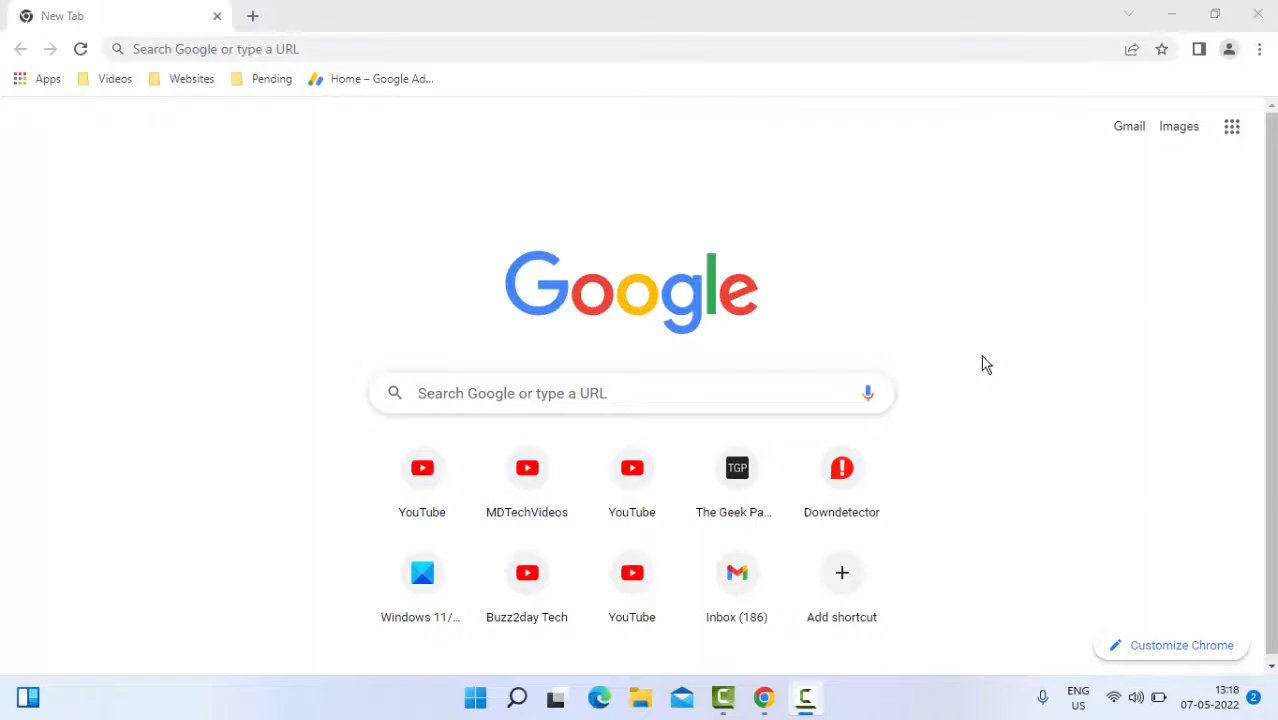 New Tab
Search Google or type a URL
Apps Videos Websites Pending Home – Google Ad...
Gmail Images
Google
Search Google or type a URL
TGP
YouTube MDTechVideos YouTube The Geek Pa... Downdetector
Windows 11/... Buzz2day Tech YouTube Inbox (186) Add shortcut
Customize Chrome
ENG 13:18
US 07-05-2022 2